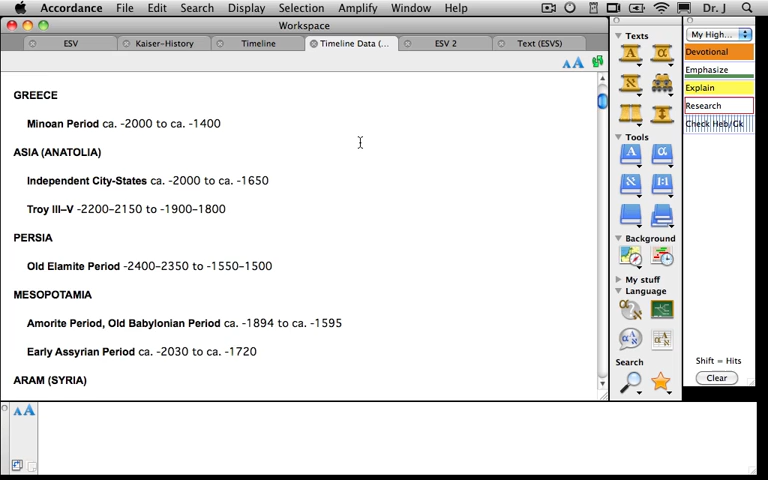 Accordance File Edit Search Display Selection Amplify Window Help Dr. J
Workspace
ESV Kaiser-History Timeline Timeline Data (... ESV 2 Text (ESVS)
AA
GREECE
Minoan Period ca. -2000 to ca. -1400
ASIA (ANATOLIA)
Independent City-States ca. -2000 to ca. -1650
Troy III–V -2200–2150 to -1900–1800
PERSIA
Old Elamite Period -2400–2350 to -1550–1500
MESOPOTAMIA
Amorite Period, Old Babylonian Period ca. -1894 to ca. -1595
Early Assyrian Period ca. -2030 to ca. -1720
ARAM (SYRIA)
AA
Texts
A α
א
Tools
A α
א 1:1
Background
My stuff
Language
Search
My High...
Devotional
Emphasize
Explain
Research
Check Heb/Gk
Shift = Hits
Clear